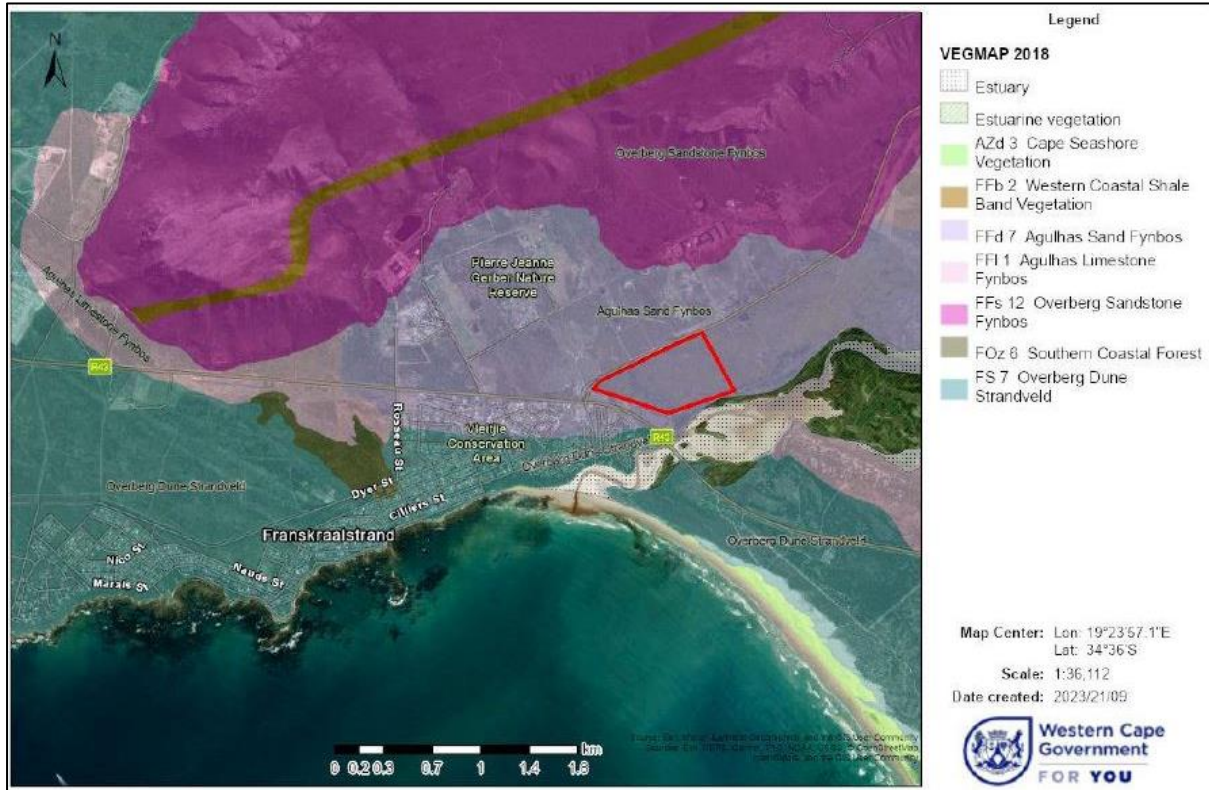 N
Overberg Sandstone Fynbos
Pierre Jeanne
Gerber Nature
Reserve
Agulhas Sand Fynbos
Agulhas Limestone Fynbos
R43
Rosseau St
R43
Vleitjie
Conservation
Area
Overberg Dune Strandveld
Overberg Dune Strandveld
Dyer St
Cilliers St
Franskraalstrand
Overberg Dune Strandveld
Nico St
Naude St
Marais St
km
0 0.2 0.3 0.7 1 1.4 1.8
Legend
VEGMAP 2018
Estuary
Estuarine vegetation
AZd 3 Cape Seashore
Vegetation
FFb 2 Western Coastal Shale
Band Vegetation
FFd 7 Agulhas Sand Fynbos
FFl 1 Agulhas Limestone
Fynbos
FFs 12 Overberg Sandstone
Fynbos
FOz 6 Southern Coastal Forest
FS 7 Overberg Dune
Strandveld
Map Center: Lon: 19°23'57.1"E
Lat: 34°36'S
Scale: 1:36,112
Date created: 2023/21/09
Western Cape
Government
FOR YOU